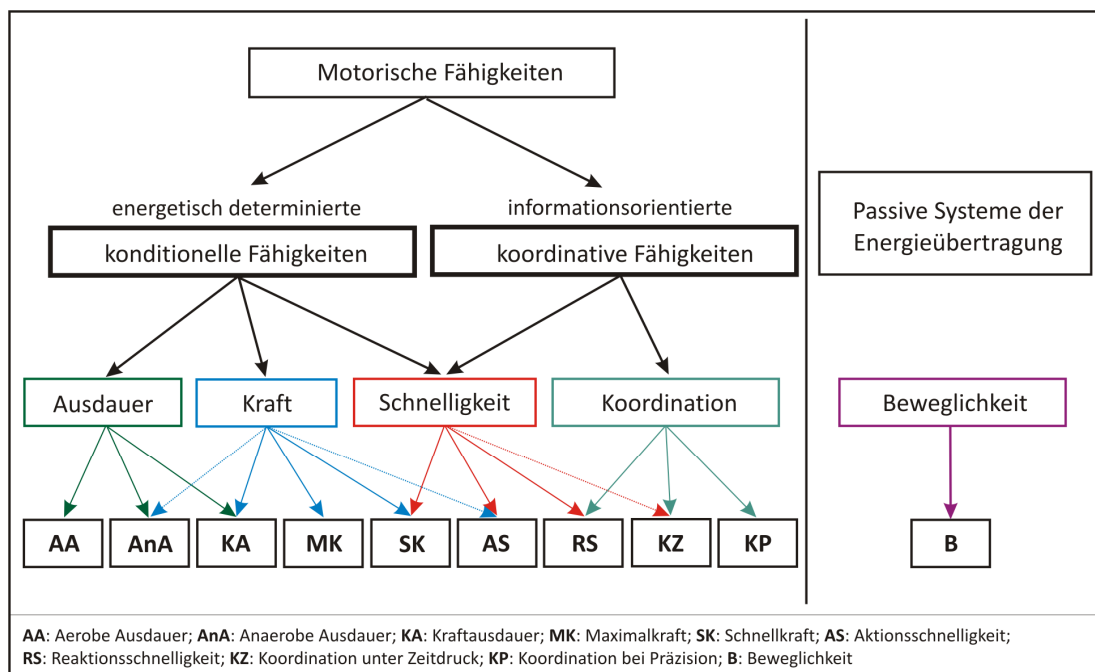 Motorische Fähigkeiten
energetisch determinierte
konditionelle Fähigkeiten
informationsorientierte
koordinative Fähigkeiten
Passive Systeme der
Energieübertragung
Ausdauer
Kraft
Schnelligkeit
Koordination
Beweglichkeit
AA
AnA
KA
MK
SK
AS
RS
KZ
KP
B
AA: Aerobe Ausdauer; AnA: Anaerobe Ausdauer; KA: Kraftausdauer; MK: Maximalkraft; SK: Schnellkraft; AS: Aktionsschnelligkeit;
RS: Reaktionsschnelligkeit; KZ: Koordination unter Zeitdruck; KP: Koordination bei Präzision; B: Beweglichkeit